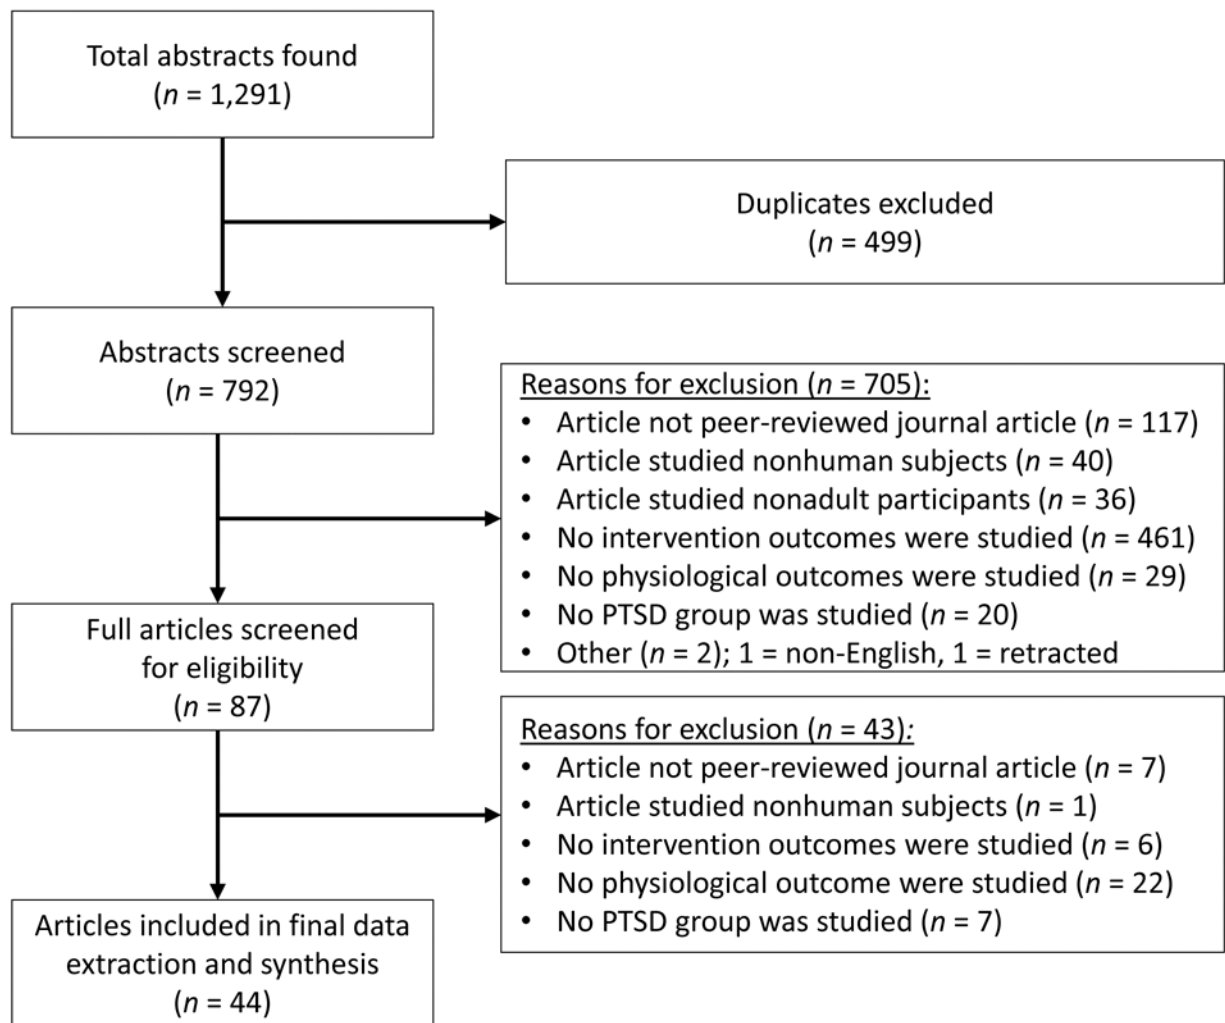 Total abstracts found
(n = 1,291)
Duplicates excluded
(n = 499)
Abstracts screened
(n = 792)
Reasons for exclusion (n = 705):
• Article not peer-reviewed journal article (n = 117)
• Article studied nonhuman subjects (n = 40)
• Article studied nonadult participants (n = 36)
• No intervention outcomes were studied (n = 461)
• No physiological outcomes were studied (n = 29)
• No PTSD group was studied (n = 20)
• Other (n = 2); 1 = non-English, 1 = retracted
Full articles screened
for eligibility
(n = 87)
Reasons for exclusion (n = 43):
• Article not peer-reviewed journal article (n = 7)
• Article studied nonhuman subjects (n = 1)
• No intervention outcomes were studied (n = 6)
• No physiological outcome were studied (n = 22)
• No PTSD group was studied (n = 7)
Articles included in final data
extraction and synthesis
(n = 44)